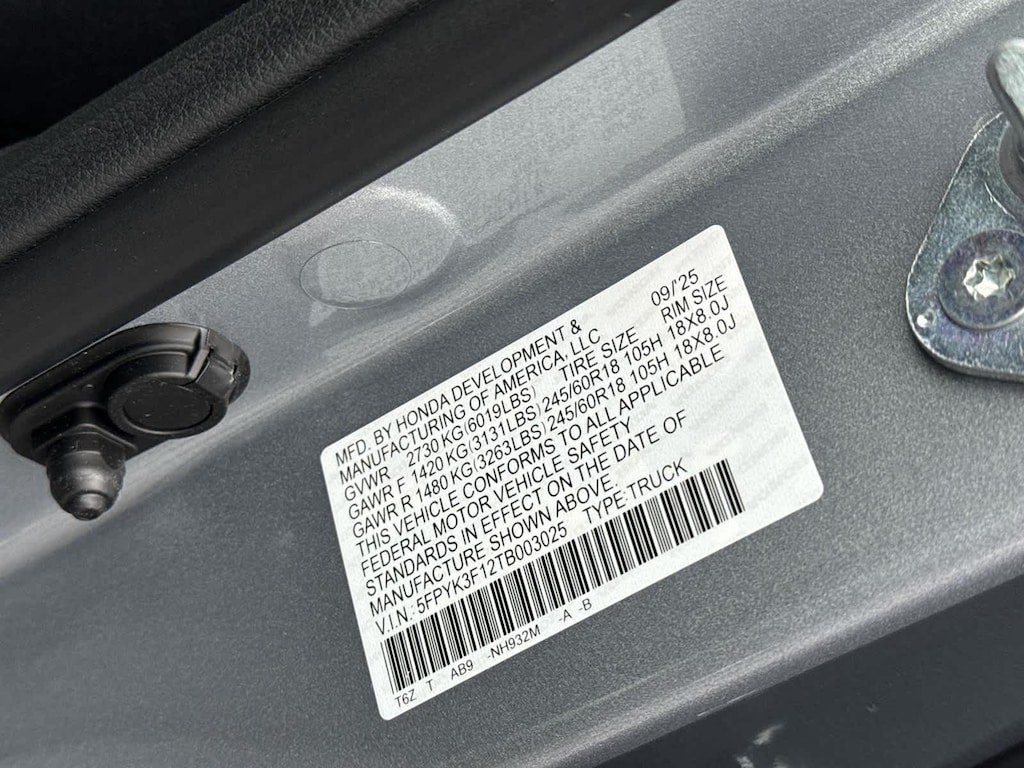 MFD. BY HONDA DEVELOPMENT &
MANUFACTURING OF AMERICA, LLC 09/'25
GVWR 2730 KG(6019LBS) TIRE SIZE RIM SIZE
GAWR F 1420 KG(3131LBS) 245/60R18 105H 18X8.0J
GAWR R 1480 KG(3263LBS) 245/60R18 105H 18X8.0J
THIS VEHICLE CONFORMS TO ALL APPLICABLE
FEDERAL MOTOR VEHICLE SAFETY
STANDARDS IN EFFECT ON THE DATE OF
MANUFACTURE SHOWN ABOVE.
V.I.N.: 5FPYK3F12TB003025 TYPE:TRUCK
T6Z T AB9 -NH932M -A -B